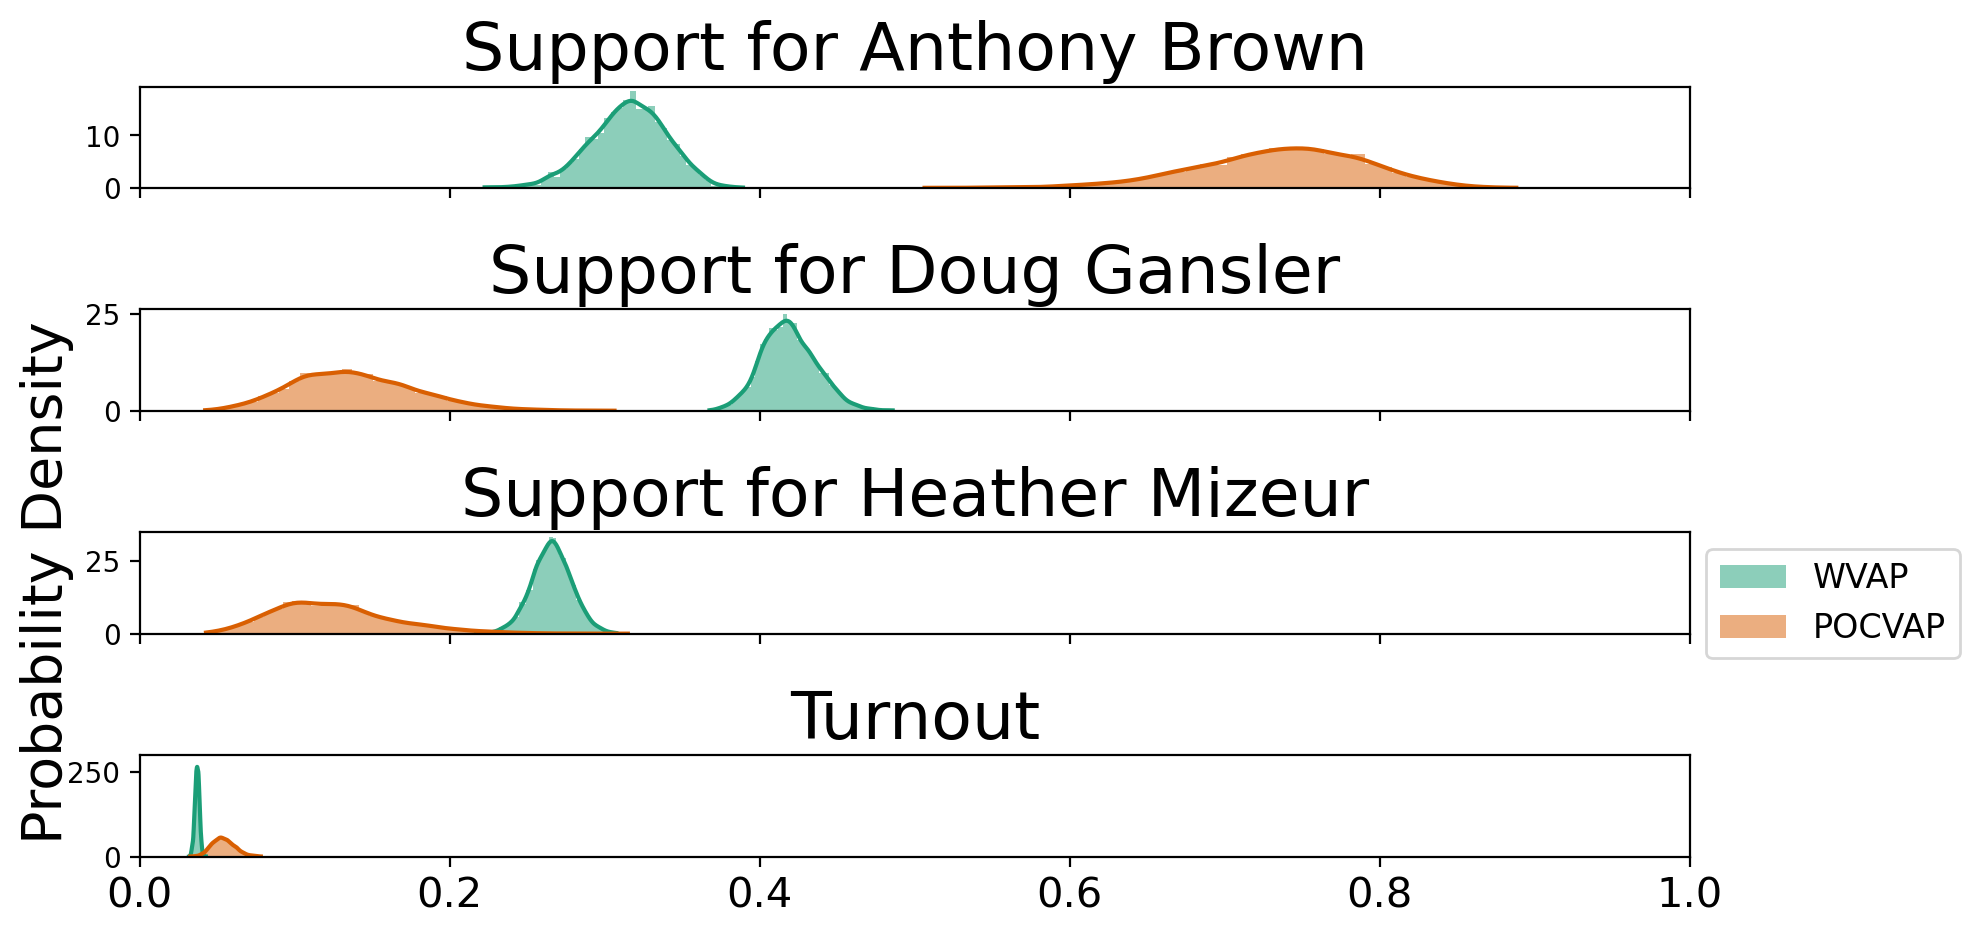 Support for Anthony Brown
10
0
Support for Doug Gansler
25
0
Support for Heather Mizeur
25
0
Turnout
250
0
0.0 0.2 0.4 0.6 0.8 1.0
Probability Density
WVAP
POCVAP